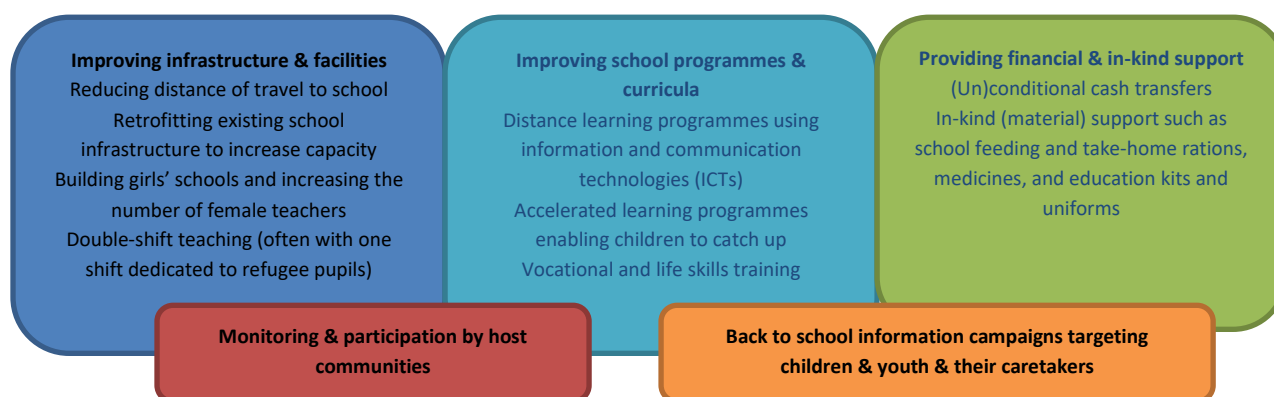 Improving infrastructure & facilities
Reducing distance of travel to school
Retrofitting existing school
infrastructure to increase capacity
Building girls’ schools and increasing the
number of female teachers
Double-shift teaching (often with one
shift dedicated to refugee pupils)
Improving school programmes &
curricula
Distance learning programmes using
information and communication
technologies (ICTs)
Accelerated learning programmes
enabling children to catch up
Vocational and life skills training
Providing financial & in-kind support
(Un)conditional cash transfers
In-kind (material) support such as
school feeding and take-home rations,
medicines, and education kits and
uniforms
Monitoring & participation by host
communities
Back to school information campaigns targeting
children & youth & their caretakers